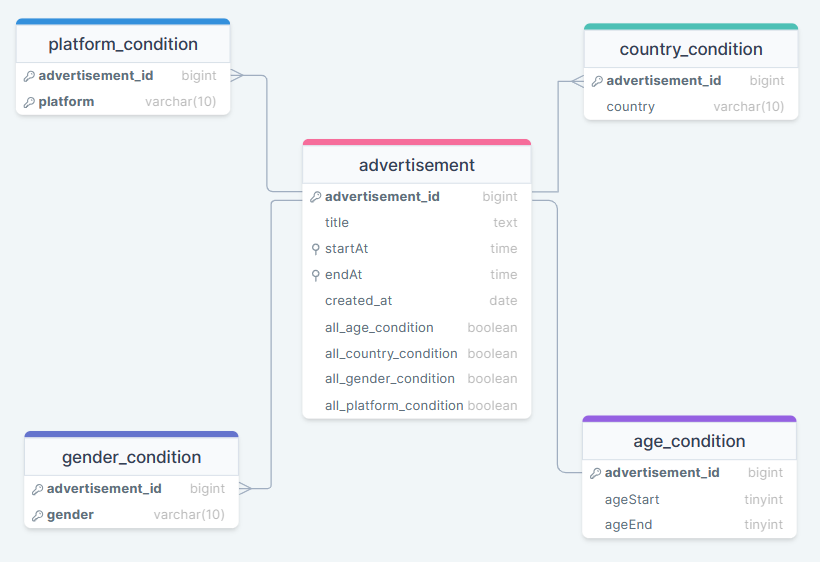 platform_condition
advertisement_id bigint
platform varchar(10)
country_condition
advertisement_id bigint
country varchar(10)
advertisement
advertisement_id bigint
title text
startAt time
endAt time
created_at date
all_age_condition boolean
all_country_condition boolean
all_gender_condition boolean
all_platform_condition boolean
gender_condition
advertisement_id bigint
gender varchar(10)
age_condition
advertisement_id bigint
ageStart tinyint
ageEnd tinyint